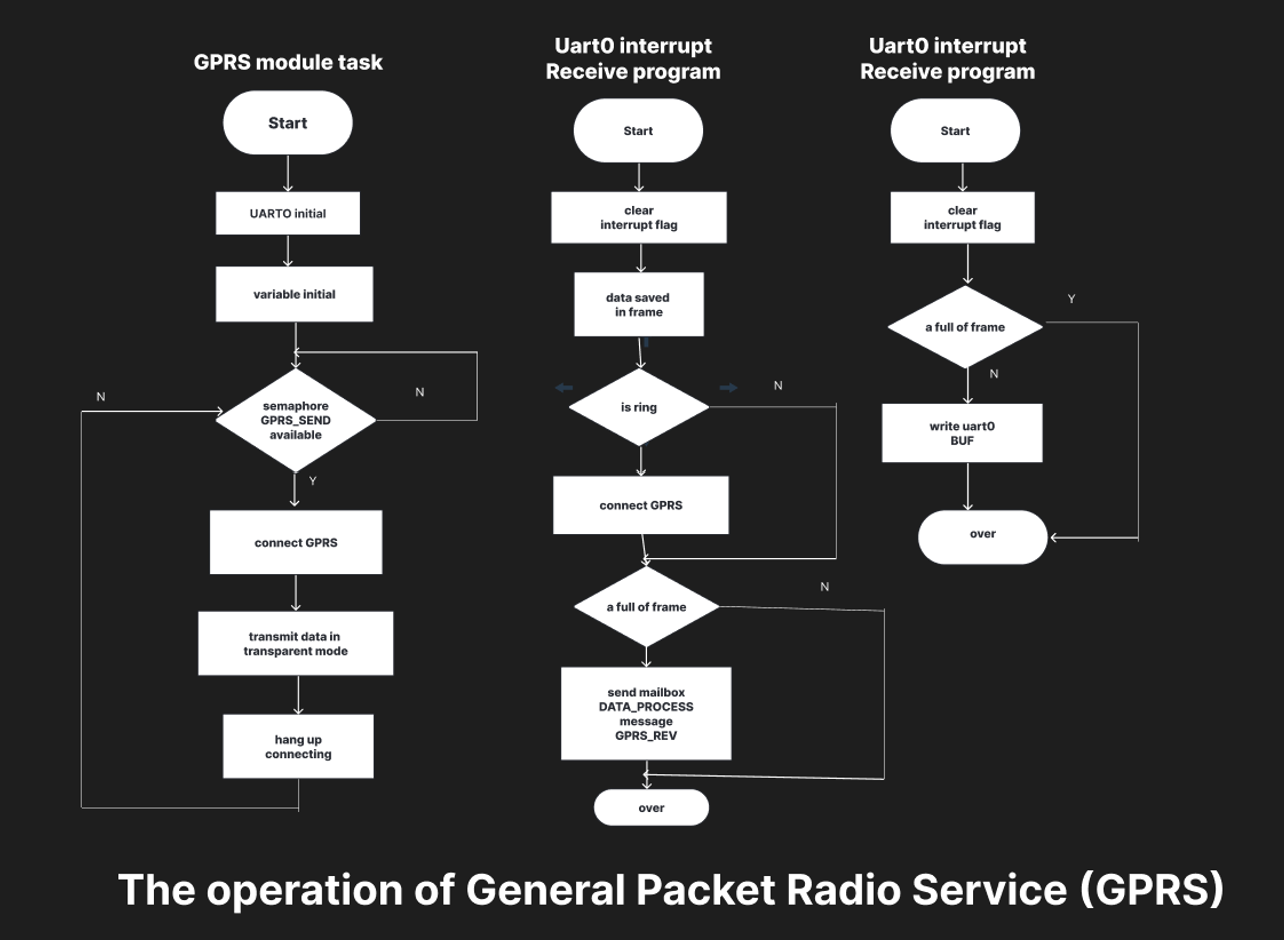 GPRS module task
Start
UARTO initial
variable initial
N
N
semaphore
GPRS_SEND
available
Y
connect GPRS
transmit data in
transparent mode
hang up
connecting
Uart0 interrupt
Receive program
Start
clear
interrupt flag
data saved
in frame
is ring
N
connect GPRS
a full of frame
N
send mailbox
DATA_PROCESS
message
GPRS_REV
over
Uart0 interrupt
Receive program
Start
clear
interrupt flag
a full of frame
Y
N
write uart0
BUF
over
The operation of General Packet Radio Service (GPRS)